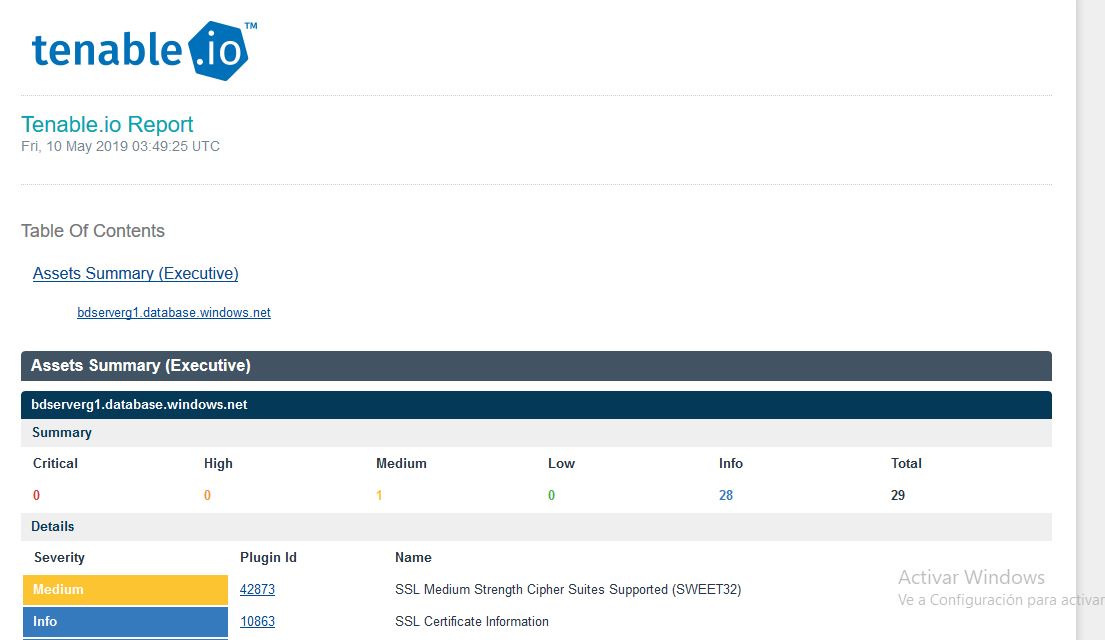 tenable.io™
Tenable.io Report
Fri, 10 May 2019 03:49:25 UTC
Table Of Contents
Assets Summary (Executive)
bdserverg1.database.windows.net
Assets Summary (Executive)
bdserverg1.database.windows.net
Summary
Critical High Medium Low Info Total
0 0 1 0 28 29
Details
Severity Plugin Id Name
Medium 42873 SSL Medium Strength Cipher Suites Supported (SWEET32)
Activar Windows
Ve a Configuración para activar
Info 10863 SSL Certificate Information